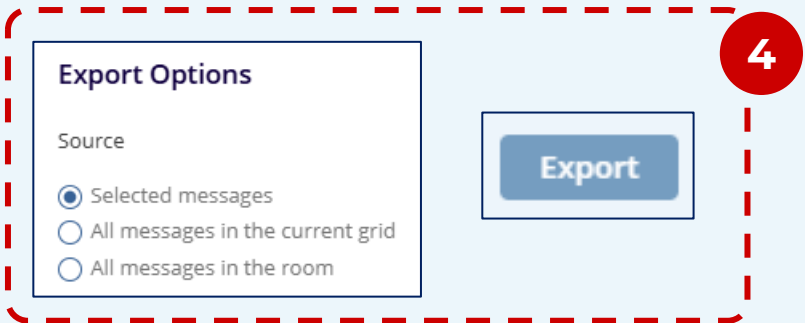 4
Export Options
Source
Selected messages
All messages in the current grid
All messages in the room
Export